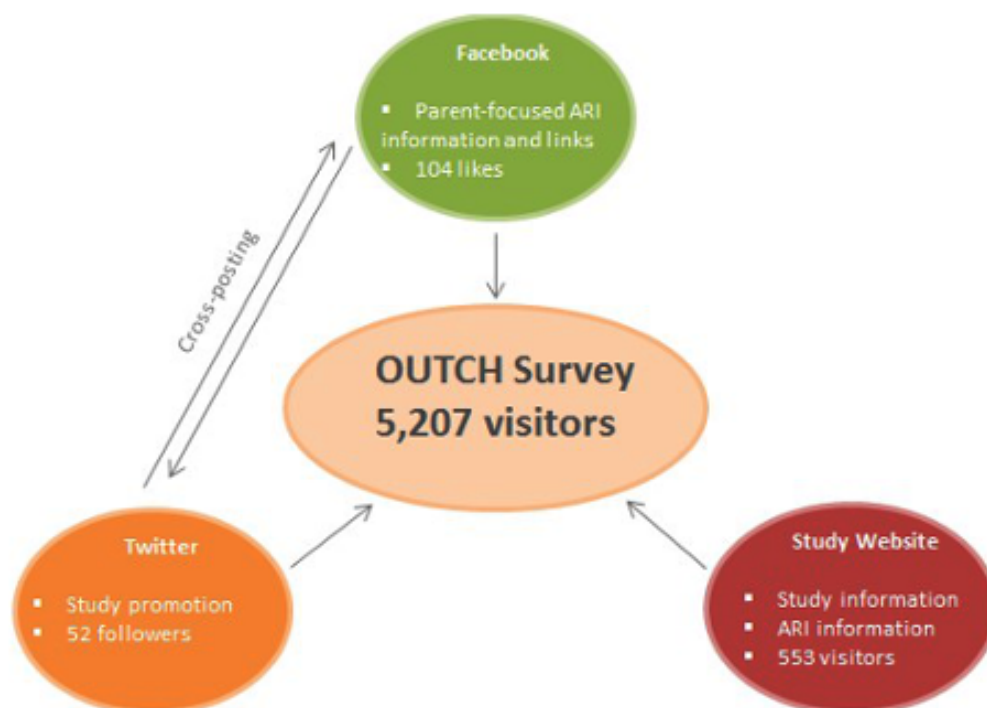 Facebook
▪ Parent-focused ARI
information and links
▪ 104 likes
Cross-posting
OUTCH Survey
5,207 visitors
Twitter
▪ Study promotion
▪ 52 followers
Study Website
▪ Study information
▪ ARI information
▪ 553 visitors